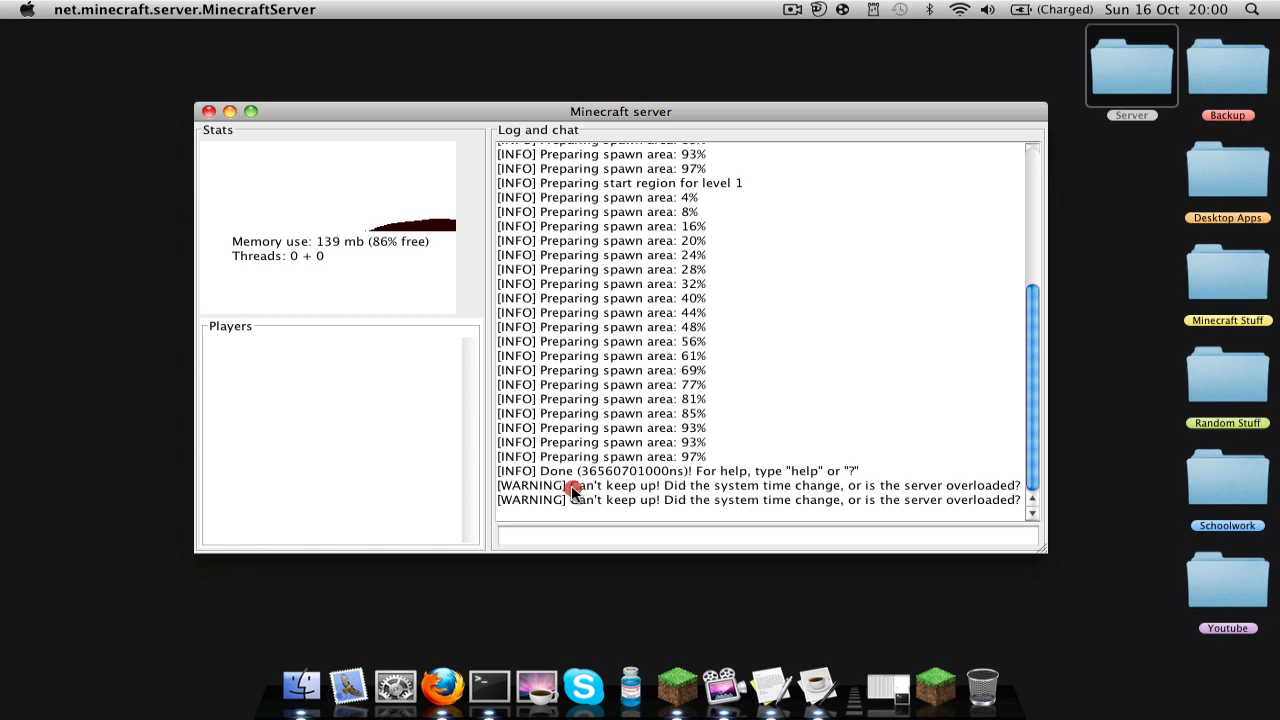 net.minecraft.server.MinecraftServer
(Charged) Sun 16 Oct 20:00
Minecraft server
Stats
Memory use: 139 mb (86% free)
Threads: 0 + 0
Players
Log and chat
[INFO] Preparing spawn area: 93%
[INFO] Preparing spawn area: 97%
[INFO] Preparing start region for level 1
[INFO] Preparing spawn area: 4%
[INFO] Preparing spawn area: 8%
[INFO] Preparing spawn area: 16%
[INFO] Preparing spawn area: 20%
[INFO] Preparing spawn area: 24%
[INFO] Preparing spawn area: 28%
[INFO] Preparing spawn area: 32%
[INFO] Preparing spawn area: 40%
[INFO] Preparing spawn area: 44%
[INFO] Preparing spawn area: 48%
[INFO] Preparing spawn area: 56%
[INFO] Preparing spawn area: 61%
[INFO] Preparing spawn area: 69%
[INFO] Preparing spawn area: 77%
[INFO] Preparing spawn area: 81%
[INFO] Preparing spawn area: 85%
[INFO] Preparing spawn area: 93%
[INFO] Preparing spawn area: 93%
[INFO] Preparing spawn area: 97%
[INFO] Done (36560701000ns)! For help, type "help" or "?"
[WARNING] Can't keep up! Did the system time change, or is the server overloaded?
[WARNING] Can't keep up! Did the system time change, or is the server overloaded?
Server
Backup
Desktop Apps
Minecraft Stuff
Random Stuff
Schoolwork
Youtube